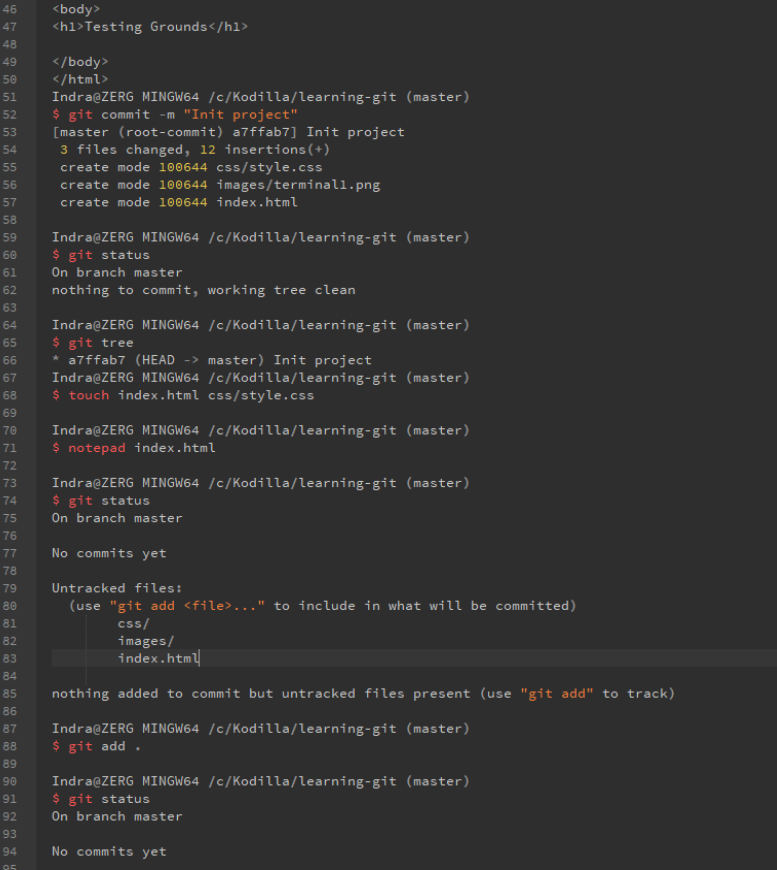 46 <body>
47 <h1>Testing Grounds</h1>
48
49 </body>
50 </html>
51 Indra@ZERG MINGW64 /c/Kodilla/learning-git (master)
52 $ git commit -m "Init project"
53 [master (root-commit) a7ffab7] Init project
54  3 files changed, 12 insertions(+)
55  create mode 100644 css/style.css
56  create mode 100644 images/terminal1.png
57  create mode 100644 index.html
58
59 Indra@ZERG MINGW64 /c/Kodilla/learning-git (master)
60 $ git status
61 On branch master
62 nothing to commit, working tree clean
63
64 Indra@ZERG MINGW64 /c/Kodilla/learning-git (master)
65 $ git tree
66 * a7ffab7 (HEAD -> master) Init project
67 Indra@ZERG MINGW64 /c/Kodilla/learning-git (master)
68 $ touch index.html css/style.css
69
70 Indra@ZERG MINGW64 /c/Kodilla/learning-git (master)
71 $ notepad index.html
72
73 Indra@ZERG MINGW64 /c/Kodilla/learning-git (master)
74 $ git status
75 On branch master
76
77 No commits yet
78
79 Untracked files:
80   (use "git add <file>..." to include in what will be committed)
81         css/
82         images/
83         index.html
84
85 nothing added to commit but untracked files present (use "git add" to track)
86
87 Indra@ZERG MINGW64 /c/Kodilla/learning-git (master)
88 $ git add .
89
90 Indra@ZERG MINGW64 /c/Kodilla/learning-git (master)
91 $ git status
92 On branch master
93
94 No commits yet
95